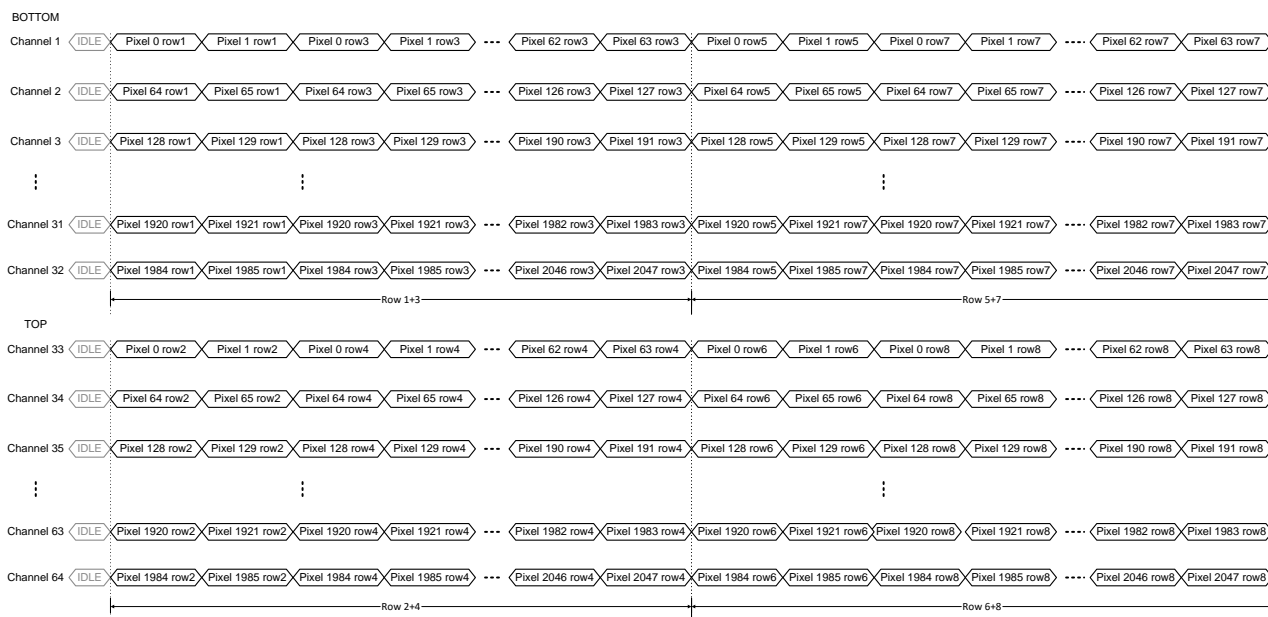 BOTTOM
Channel 1 IDLE Pixel 0 row1 Pixel 1 row1 Pixel 0 row3 Pixel 1 row3 Pixel 62 row3 Pixel 63 row3 Pixel 0 row5 Pixel 1 row5 Pixel 0 row7 Pixel 1 row7 Pixel 62 row7 Pixel 63 row7
Channel 2 IDLE Pixel 64 row1 Pixel 65 row1 Pixel 64 row3 Pixel 65 row3 Pixel 126 row3 Pixel 127 row3 Pixel 64 row5 Pixel 65 row5 Pixel 64 row7 Pixel 65 row7 Pixel 126 row7 Pixel 127 row7
Channel 3 IDLE Pixel 128 row1 Pixel 129 row1 Pixel 128 row3 Pixel 129 row3 Pixel 190 row3 Pixel 191 row3 Pixel 128 row5 Pixel 129 row5 Pixel 128 row7 Pixel 129 row7 Pixel 190 row7 Pixel 191 row7
Channel 31 IDLE Pixel 1920 row1 Pixel 1921 row1 Pixel 1920 row3 Pixel 1921 row3 Pixel 1982 row3 Pixel 1983 row3 Pixel 1920 row5 Pixel 1921 row7 Pixel 1920 row7 Pixel 1921 row7 Pixel 1982 row7 Pixel 1983 row7
Channel 32 IDLE Pixel 1984 row1 Pixel 1985 row1 Pixel 1984 row3 Pixel 1985 row3 Pixel 2046 row3 Pixel 2047 row3 Pixel 1984 row5 Pixel 1985 row7 Pixel 1984 row7 Pixel 1985 row7 Pixel 2046 row7 Pixel 2047 row7
Row 1+3 Row 5+7
TOP
Channel 33 IDLE Pixel 0 row2 Pixel 1 row2 Pixel 0 row4 Pixel 1 row4 Pixel 62 row4 Pixel 63 row4 Pixel 0 row6 Pixel 1 row6 Pixel 0 row8 Pixel 1 row8 Pixel 62 row8 Pixel 63 row8
Channel 34 IDLE Pixel 64 row2 Pixel 65 row2 Pixel 64 row4 Pixel 65 row4 Pixel 126 row4 Pixel 127 row4 Pixel 64 row6 Pixel 65 row6 Pixel 64 row8 Pixel 65 row8 Pixel 126 row8 Pixel 127 row8
Channel 35 IDLE Pixel 128 row2 Pixel 129 row2 Pixel 128 row4 Pixel 129 row4 Pixel 190 row4 Pixel 191 row4 Pixel 128 row6 Pixel 129 row6 Pixel 128 row8 Pixel 129 row8 Pixel 190 row8 Pixel 191 row8
Channel 63 IDLE Pixel 1920 row2 Pixel 1921 row2 Pixel 1920 row4 Pixel 1921 row4 Pixel 1982 row4 Pixel 1983 row4 Pixel 1920 row6 Pixel 1921 row6 Pixel 1920 row8 Pixel 1921 row8 Pixel 1982 row8 Pixel 1983 row8
Channel 64 IDLE Pixel 1984 row2 Pixel 1985 row2 Pixel 1984 row4 Pixel 1985 row4 Pixel 2046 row4 Pixel 2047 row4 Pixel 1984 row6 Pixel 1985 row6 Pixel 1984 row8 Pixel 1985 row8 Pixel 2046 row8 Pixel 2047 row8
Row 2+4 Row 6+8